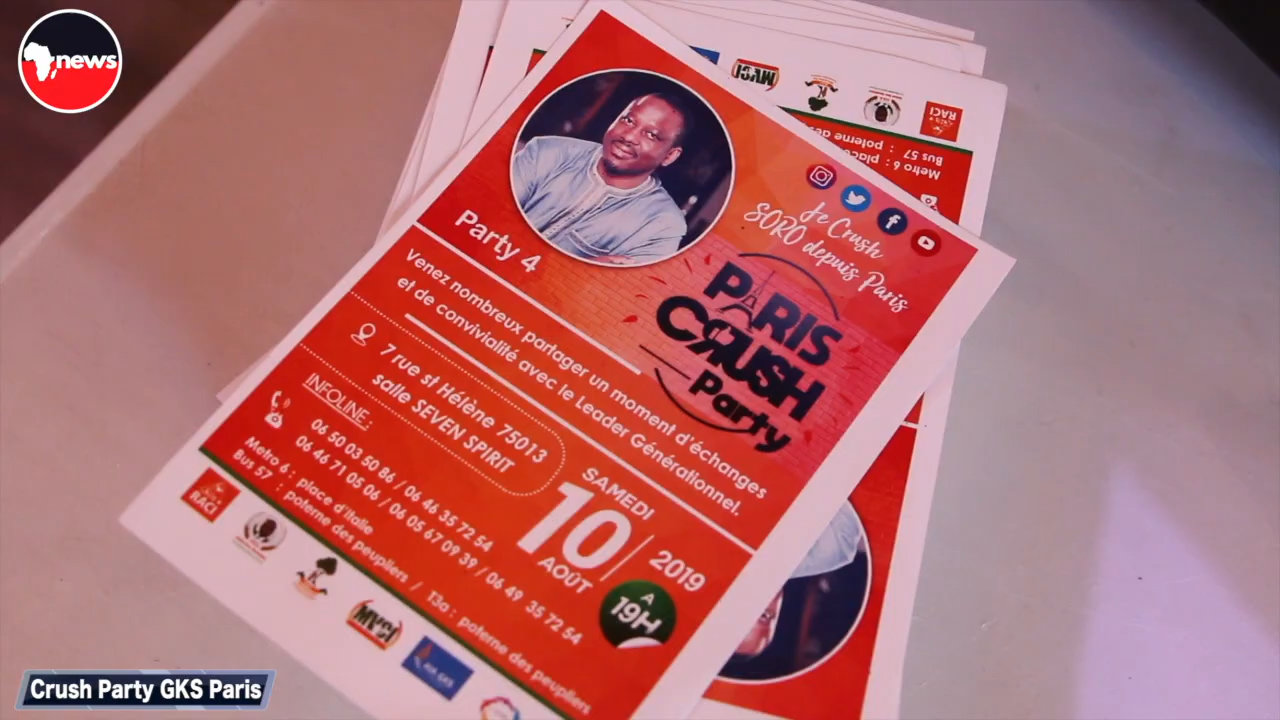 news
Je Crush
SORO depuis Paris
PARIS
CRUSH
Party
Party 4
Venez nombreux partager un moment d'échanges
et de convivialité avec le Leader Générationnel.
7 rue st Hélène 75013
salle SEVEN SPIRIT
INFOLINE :
06 50 03 50 86 / 06 46 35 72 54
06 46 71 05 06 / 06 05 67 09 39 / 06 49 35 72 54
Metro 6 : place d'Italie
Bus 57 : poterne des peupliers / T3a : poterne des peupliers
SAMEDI
10
AOÛT
2019
A
19H
RACI
MVCI
MVCI
RACI
Bus 57 : poterne des
Metro 6 : place
Crush Party GKS Paris